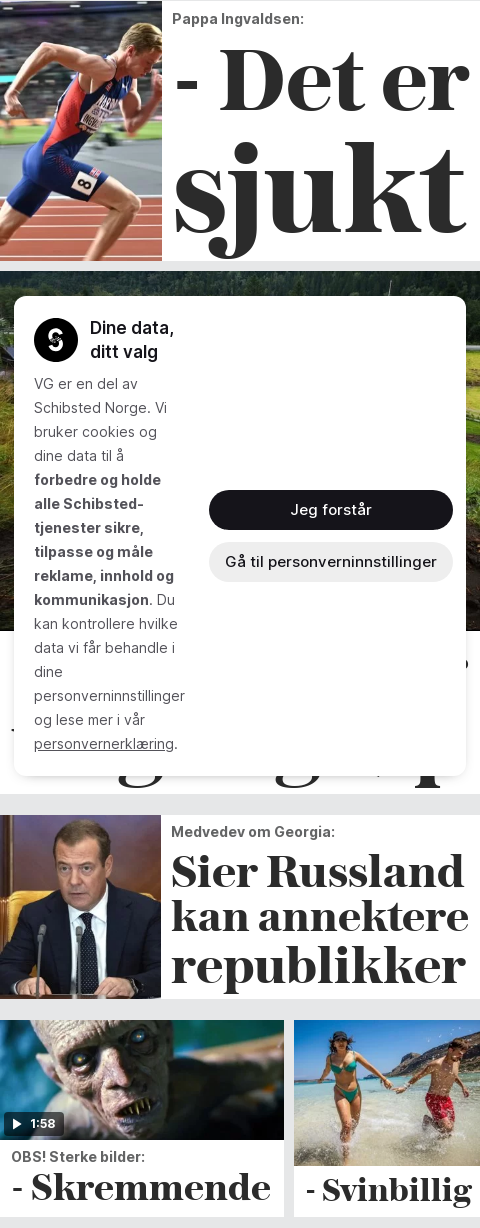 Pappa Ingvaldsen:
- Det er
sjukt
8
Dine data,
ditt valg
VG er en del av
Schibsted Norge. Vi
bruker cookies og
dine data til å
forbedre og holde
alle Schibsted-
tjenester sikre,
tilpasse og måle
reklame, innhold og
kommunikasjon. Du
kan kontrollere hvilke
data vi får behandle i
dine
personverninnstillinger
og lese mer i vår
personvernerklæring.
Jeg forstår
Gå til personverninnstillinger
Medvedev om Georgia:
Sier Russland
kan annektere
republikker
1:58
OBS! Sterke bilder:
- Skremmende
- Svinbillig